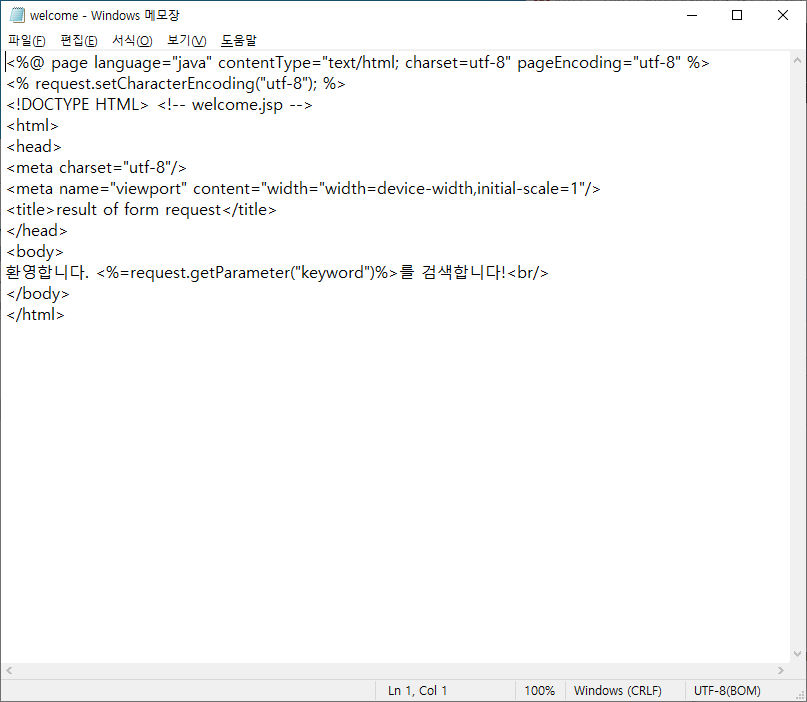 welcome - Windows 메모장
파일(F) 편집(E) 서식(O) 보기(V) 도움말
<%@ page language="java" contentType="text/html; charset=utf-8" pageEncoding="utf-8" %>
<% request.setCharacterEncoding("utf-8"); %>
<!DOCTYPE HTML> <!-- welcome.jsp -->
<html>
<head>
<meta charset="utf-8"/>
<meta name="viewport" content="width="width=device-width,initial-scale=1"/>
<title>result of form request</title>
</head>
<body>
환영합니다. <%=request.getParameter("keyword")%>를 검색합니다!<br/>
</body>
</html>
Ln 1, Col 1 100% Windows (CRLF) UTF-8(BOM)